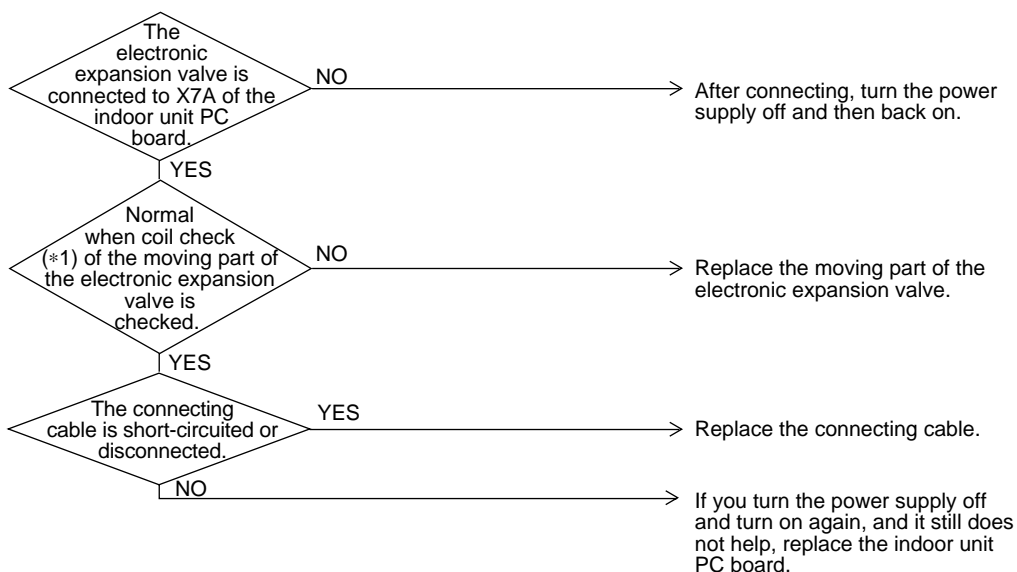 The
electronic
expansion valve is
connected to X7A of the
indoor unit PC
board.
NO
After connecting, turn the power
supply off and then back on.
YES
Normal
when coil check
(∗1) of the moving part of
the electronic expansion
valve is
checked.
NO
Replace the moving part of the
electronic expansion valve.
YES
The connecting
cable is short-circuited or
disconnected.
YES
Replace the connecting cable.
NO
If you turn the power supply off
and turn on again, and it still does
not help, replace the indoor unit
PC board.